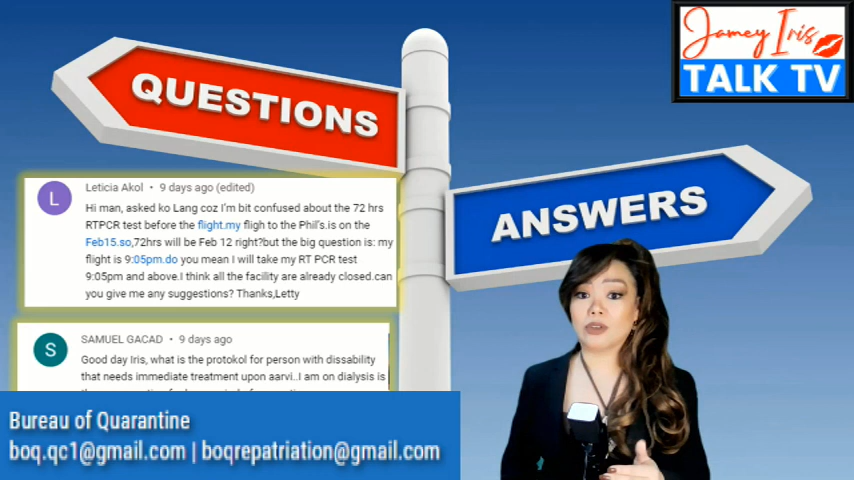 Jamey Iris
TALK TV
QUESTIONS
ANSWERS
L
Leticia Akol • 9 days ago (edited)
Hi man, asked ko Lang coz I'm bit confused about the 72 hrs
RTPCR test before the flight.my fligh to the Phil's.is on the
Feb15.so,72hrs will be Feb 12 right?but the big question is: my
flight is 9:05pm.do you mean I will take my RT PCR test
9:05pm and above.I think all the facility are already closed.can
you give me any suggestions? Thanks,Letty
S
SAMUEL GACAD • 9 days ago
Good day Iris, what is the protokol for person with dissability
that needs immediate treatment upon aarvi..I am on dialysis is
Bureau of Quarantine
boq.qc1@gmail.com | boqrepatriation@gmail.com